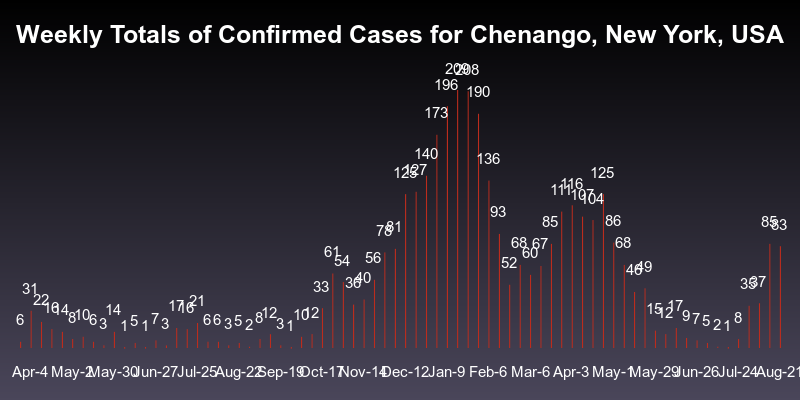 Weekly Totals of Confirmed Cases for Chenango, New York, USA
6 31 22 16 14 8 10 6 3 14 1 5 1 7 3 17 16 21 6 6 3 5 2 8 12 3 1 10 12 33 61 54 36 40 56 78 81 125 127 140 173 196 209 208 190 136 93 52 68 60 67 85 111 116 107 104 125 86 68 46 49 15 12 17 9 7 5 2 1 8 35 37 85 83
Apr-4 May-2 May-30 Jun-27 Jul-25 Aug-22 Sep-19 Oct-17 Nov-14 Dec-12 Jan-9 Feb-6 Mar-6 Apr-3 May-1 May-29 Jun-26 Jul-24 Aug-21